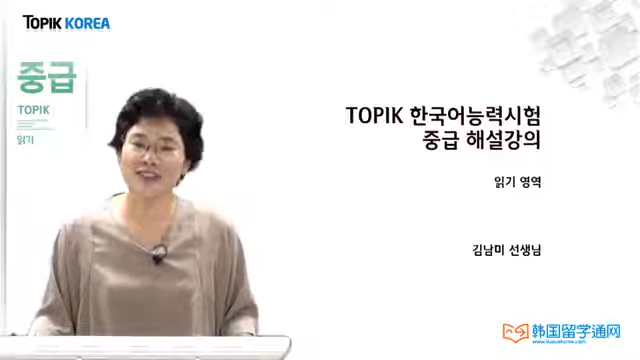 TOPIK KOREA
중급
TOPIK
읽기
TOPIK 한국어능력시험
중급 해설강의
읽기 영역
김남미 선생님
韩国留学通网